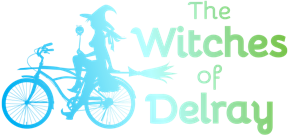 The
Witches
of
Delray